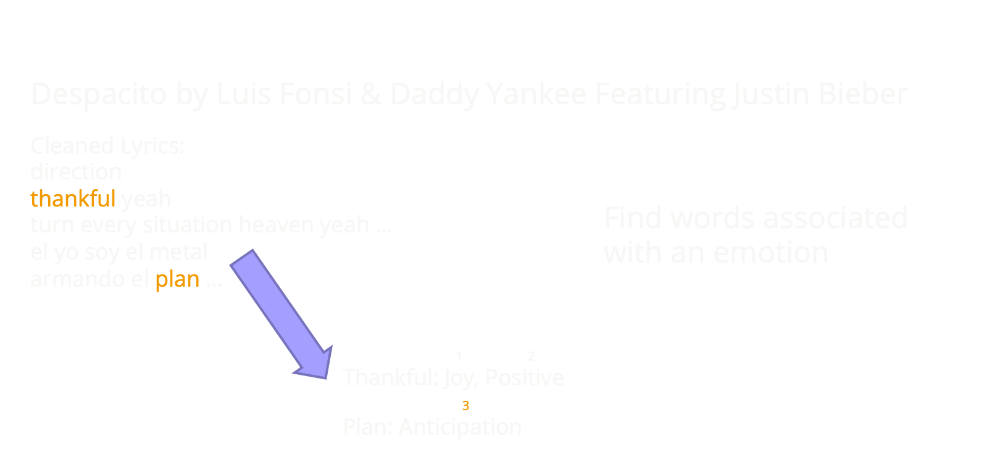 Despacito by Luis Fonsi & Daddy Yankee Featuring Justin Bieber
Cleaned Lyrics:
direction
thankful yeah
turn every situation heaven yeah ...
el yo soy el metal
armando el plan ...
Find words associated
with an emotion
1 2
Thankful: Joy, Positive
3
Plan: Anticipation